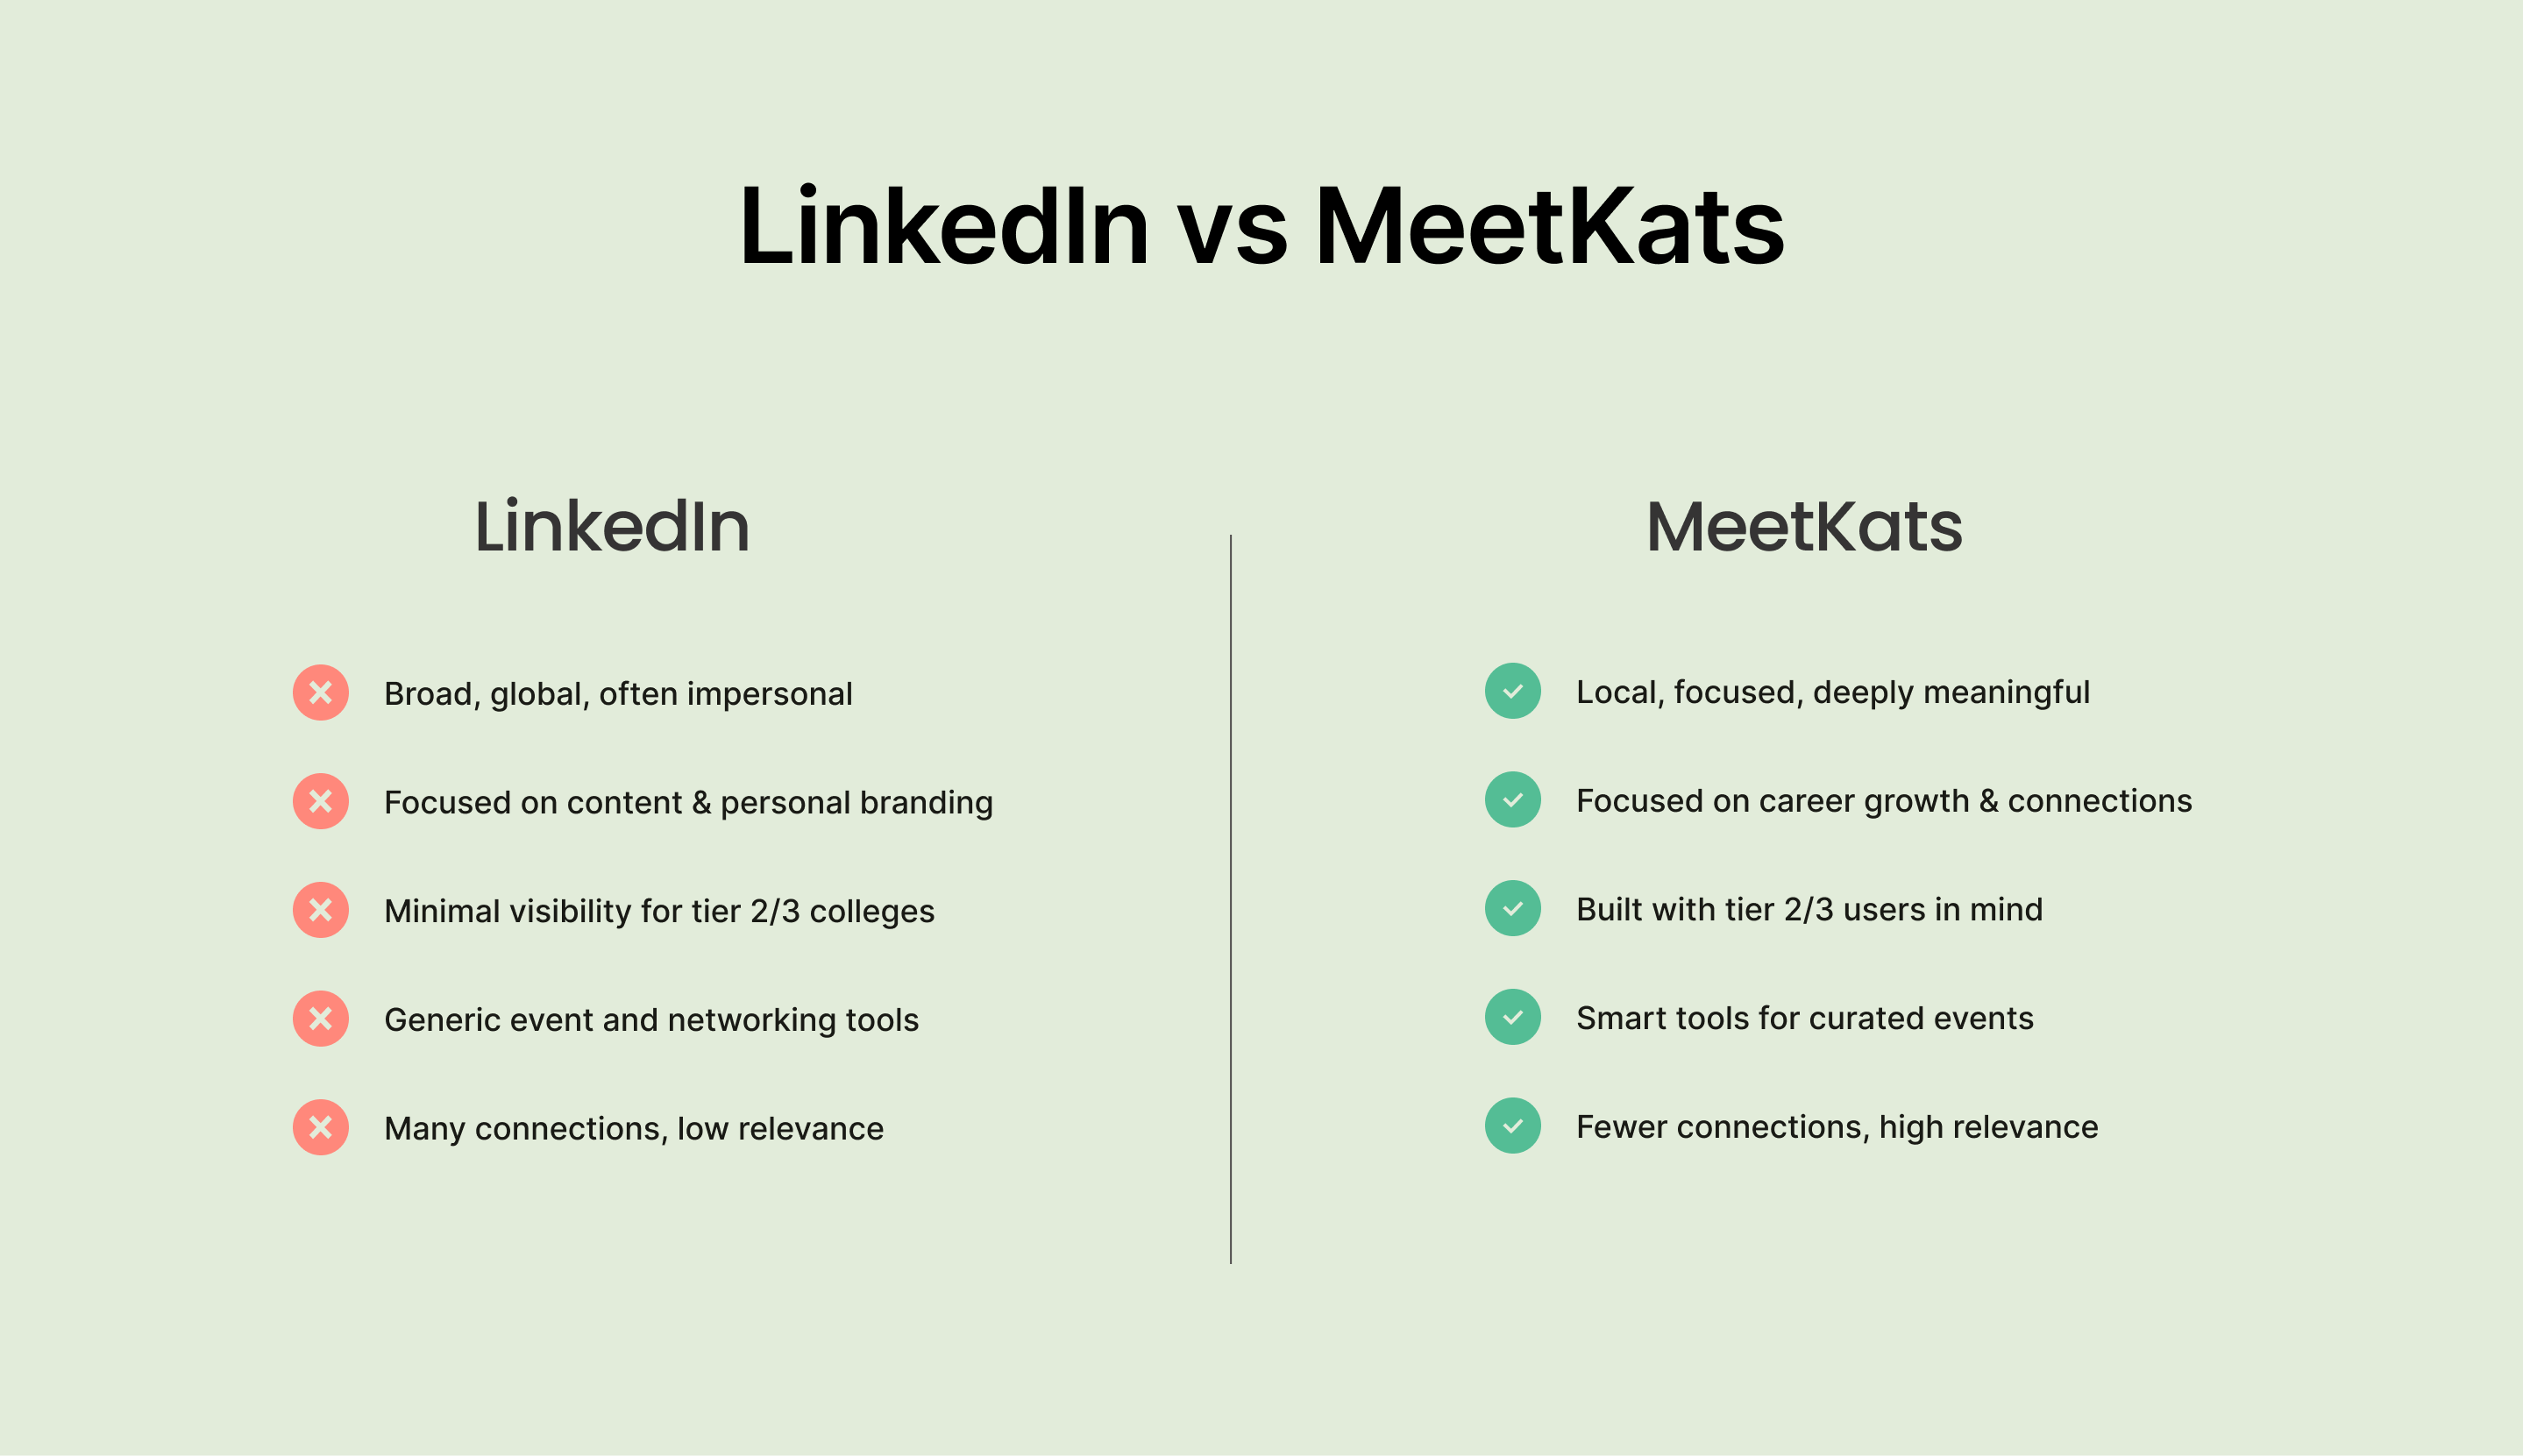 LinkedIn vs MeetKats
LinkedIn
Broad, global, often impersonal
Focused on content & personal branding
Minimal visibility for tier 2/3 colleges
Generic event and networking tools
Many connections, low relevance
MeetKats
Local, focused, deeply meaningful
Focused on career growth & connections
Built with tier 2/3 users in mind
Smart tools for curated events
Fewer connections, high relevance